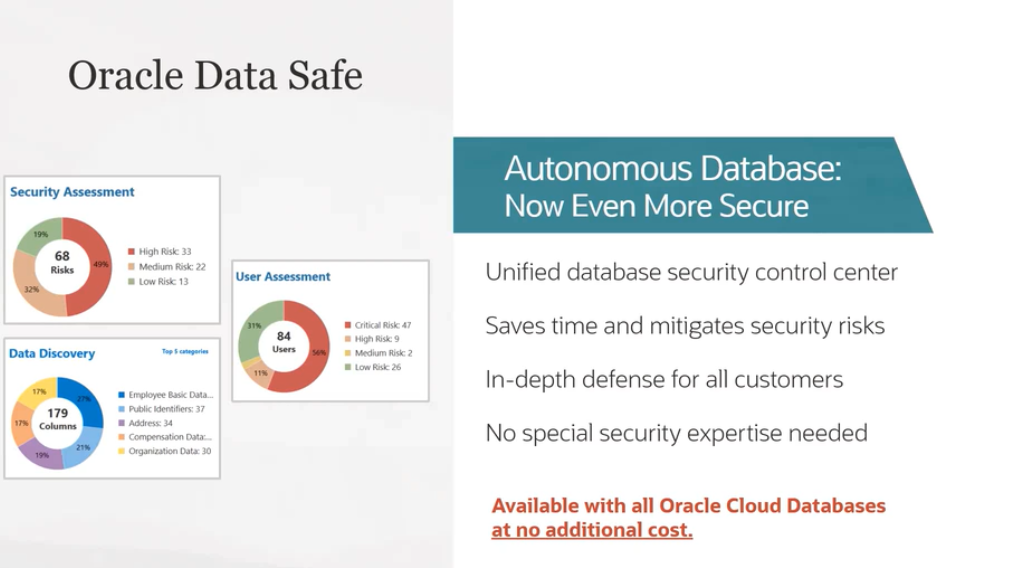 Oracle Data Safe
Security Assessment
19%
68
Risks
49%
32%
High Risk: 33
Medium Risk: 22
Low Risk: 13
User Assessment
31%
84
Users
56%
11%
Critical Risk: 47
High Risk: 9
Medium Risk: 2
Low Risk: 26
Data Discovery
Top 5 categories
17%
27%
179
Columns
17%
21%
19%
Employee Basic Data...
Public Identifiers: 37
Address: 34
Compensation Data:...
Organization Data: 30
Autonomous Database:
Now Even More Secure
Unified database security control center
Saves time and mitigates security risks
In-depth defense for all customers
No special security expertise needed
Available with all Oracle Cloud Databases
at no additional cost.